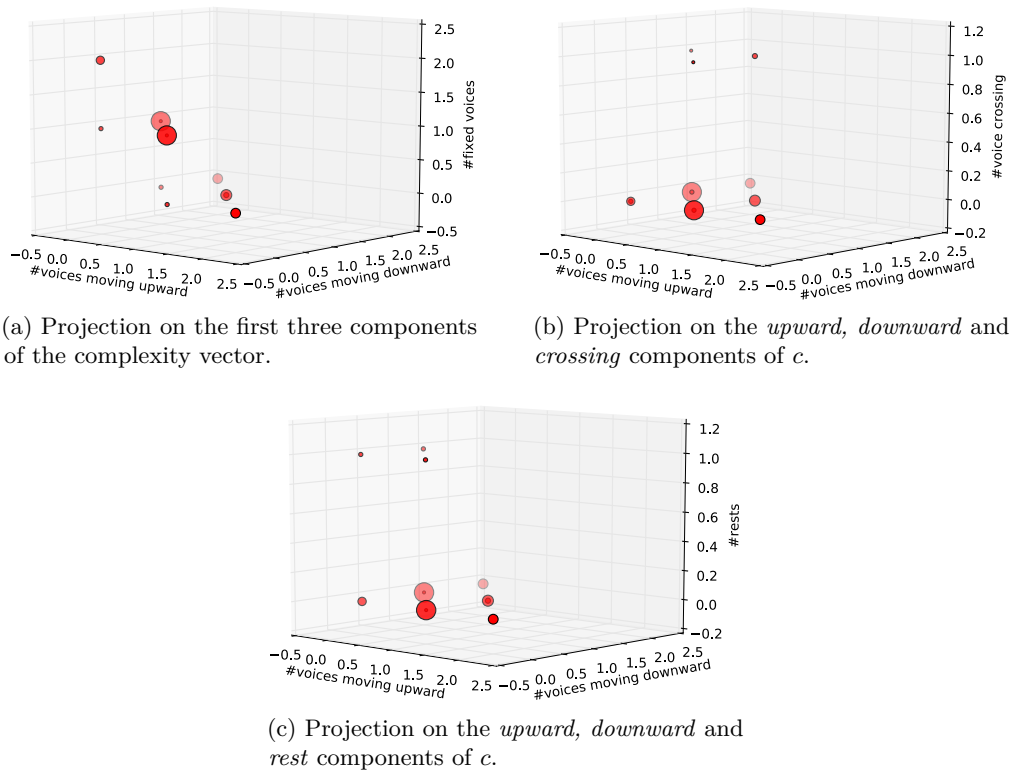 2.5
2.0
1.5
1.0
0.5
0.0
−0.5
#fixed voices
−0.5 0.0 0.5 1.0 1.5 2.0 2.5
#voices moving upward
−0.5 0.0 0.5 1.0 1.5 2.0 2.5
#voices moving downward
(a) Projection on the first three components
of the complexity vector.
1.2
1.0
0.8
0.6
0.4
0.2
0.0
−0.2
#voice crossing
−0.5 0.0 0.5 1.0 1.5 2.0 2.5
#voices moving upward
−0.5 0.0 0.5 1.0 1.5 2.0 2.5
#voices moving downward
(b) Projection on the upward, downward and
crossing components of c.
1.2
1.0
0.8
0.6
0.4
0.2
0.0
−0.2
#rests
−0.5 0.0 0.5 1.0 1.5 2.0 2.5
#voices moving upward
−0.5 0.0 0.5 1.0 1.5 2.0 2.5
#voices moving downward
(c) Projection on the upward, downward and
rest components of c.